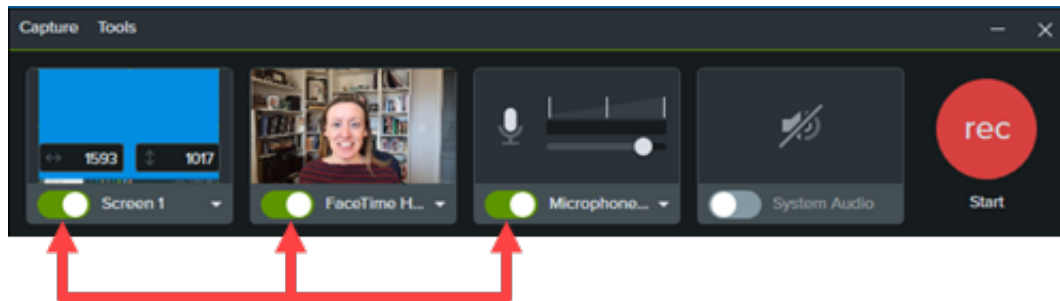 Capture Tools
1593 1017
Screen 1
FaceTime H...
Microphone...
System Audio
rec
Start